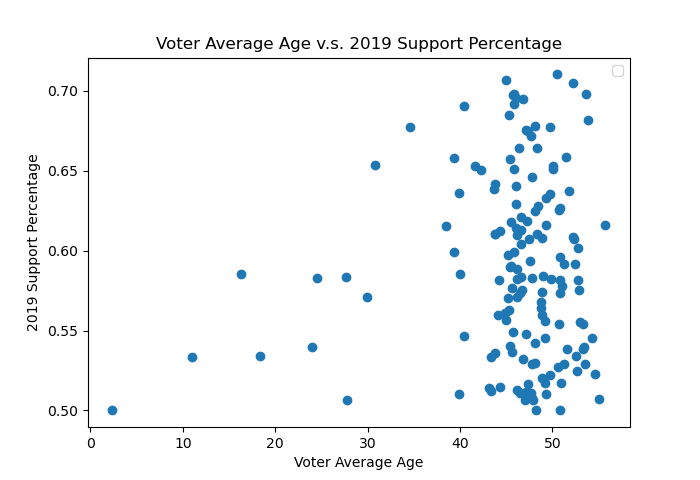 Voter Average Age v.s. 2019 Support Percentage
0.70
0.65
0.60
0.55
0.50
2019 Support Percentage
0 10 20 30 40 50
Voter Average Age